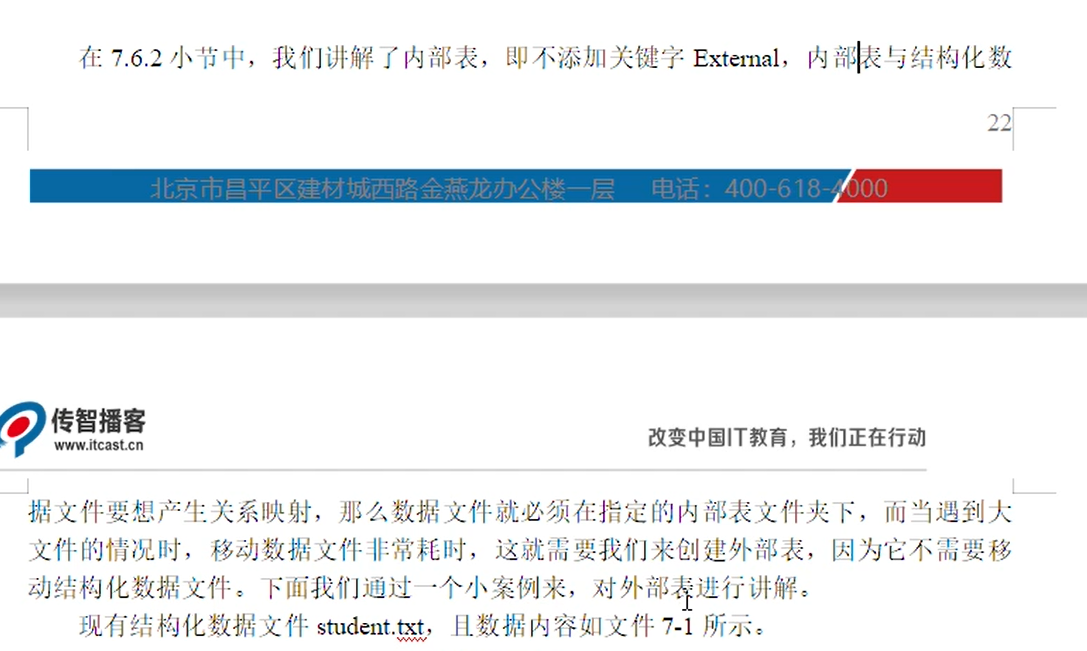 在 7.6.2 小节中，我们讲解了内部表，即不添加关键字 External，内部表与结构化数
22
北京市昌平区建材城西路金燕龙办公楼一层 电话：400-618-4000
传智播客
www.itcast.cn
改变中国IT教育，我们正在行动
据文件要想产生关系映射，那么数据文件就必须在指定的内部表文件夹下，而当遇到大
文件的情况时，移动数据文件非常耗时，这就需要我们来创建外部表，因为它不需要移
动结构化数据文件。下面我们通过一个小案例来，对外部表进行讲解。
现有结构化数据文件 student.txt，且数据内容如文件 7-1 所示。